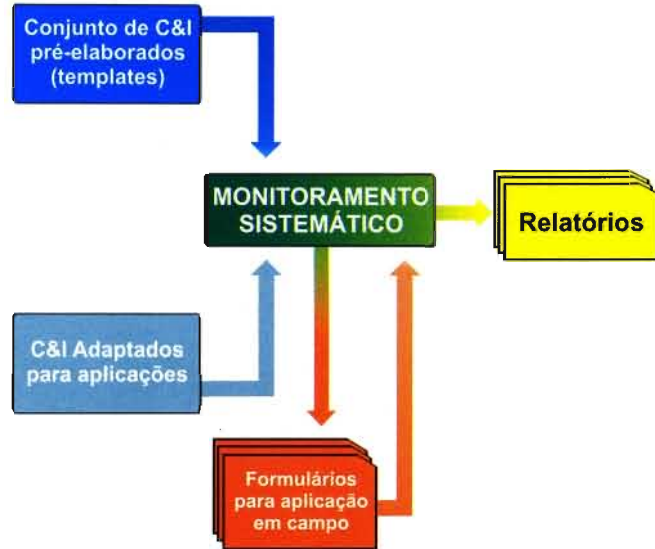 Conjunto de C&I
pré-elaborados
(templates)
MONITORAMENTO
SISTEMÁTICO
Relatórios
C&I Adaptados
para aplicações
Formulários
para aplicação
em campo